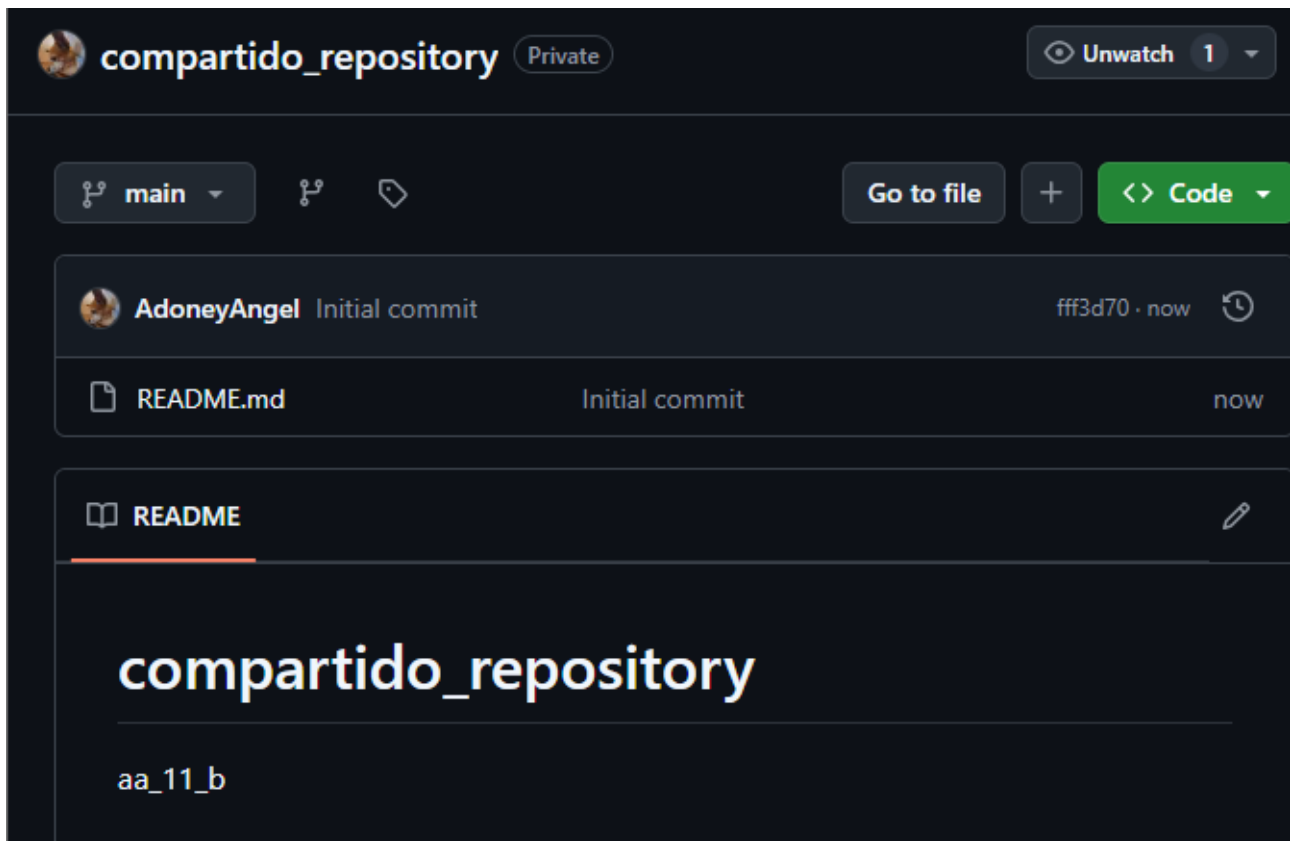 compartido_repository Private Unwatch 1
main Go to file Code
AdoneyAngel Initial commit fff3d70 · now
README.md Initial commit now
README
compartido_repository
aa_11_b